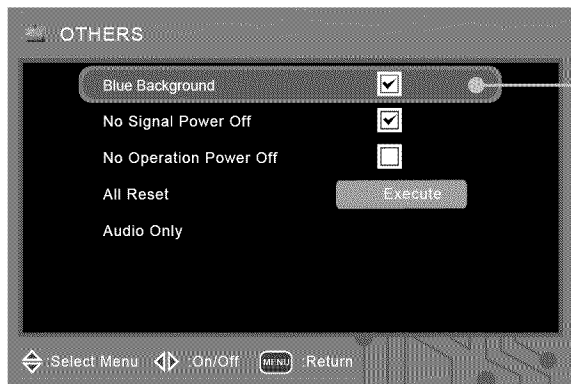 OTHERS
Blue Background
No Signal Power Off
No Operation Power Off
All Reset Execute
Audio Only
:Select Menu :On/Off MENU :Return